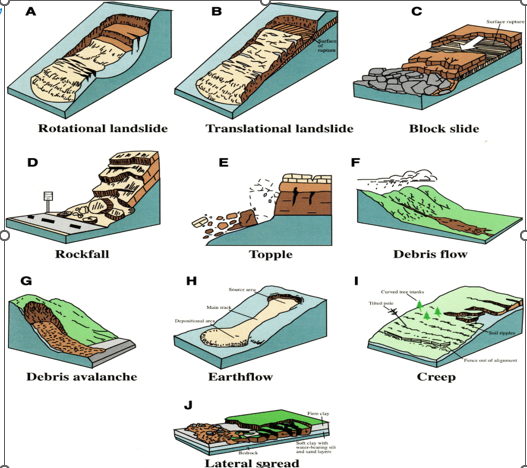 A
B
C
Surface rupture
Surface
of
rupture
Rotational landslide
Translational landslide
Block slide
D
E
F
Rockfall
Topple
Debris flow
G
H
I
Source area
Main track
Depositional area
Curved tree trunks
Tilted pole
Soil ripples
Fence out of alignment
Debris avalanche
Earthflow
Creep
J
Firm clay
Soft clay with
water-bearing silt
and sand layers
Bedrock
Lateral spread